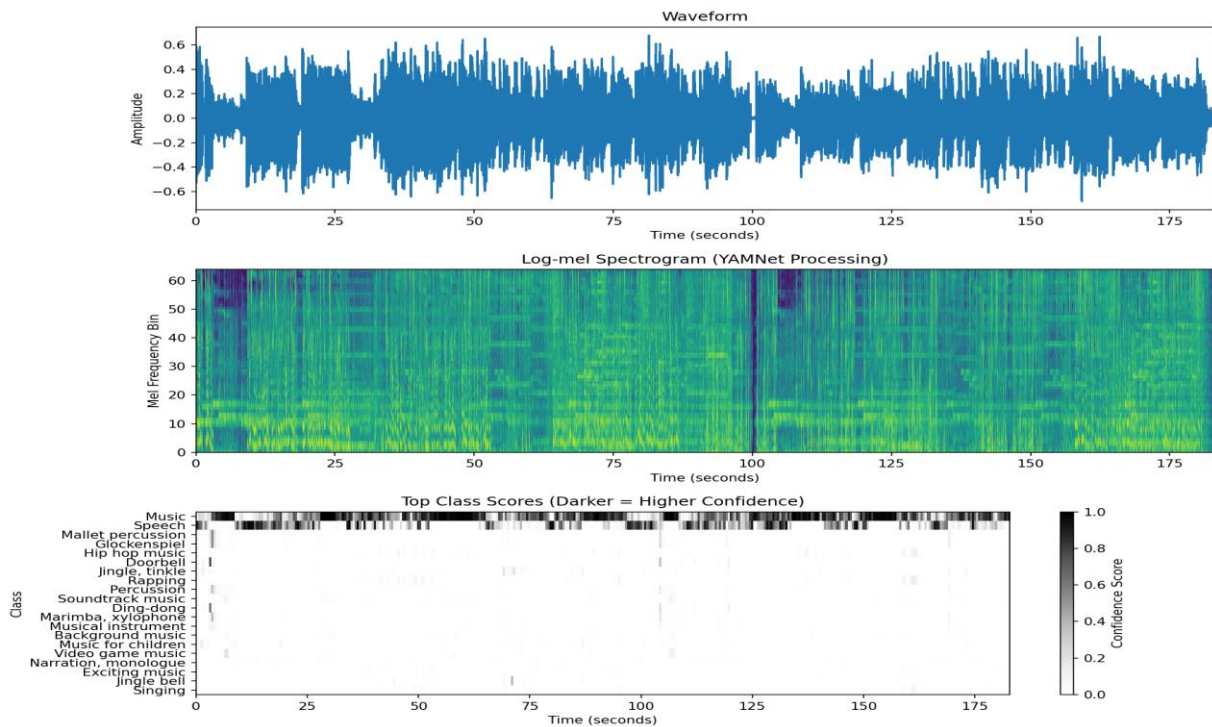 Waveform
0.6
0.4
0.2
0.0
−0.2
−0.4
−0.6
Amplitude
0 25 50 75 100 125 150 175
Time (seconds)
Log-mel Spectrogram (YAMNet Processing)
60
50
40
30
20
10
0
Mel Frequency Bin
0 25 50 75 100 125 150 175
Time (seconds)
Top Class Scores (Darker = Higher Confidence)
Music
Speech
Mallet percussion
Glockenspiel
Hip hop music
Doorbell
Jingle, tinkle
Rapping
Percussion
Soundtrack music
Ding-dong
Marimba, xylophone
Musical instrument
Background music
Music for children
Video game music
Narration, monologue
Exciting music
Jingle bell
Singing
Class
0 25 50 75 100 125 150 175
Time (seconds)
1.0
0.8
0.6
0.4
0.2
0.0
Confidence Score